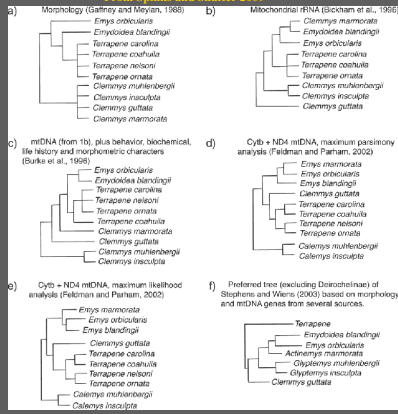 a) Morphology (Gaffney and Meylan, 1988)
Emys orbicularis
Emydoidea blandingii
Terrapene carolina
Terrapene coahuila
Terrapene nelsoni
Terrapene ornata
Clemmys muhlenbergii
Clemmys insculpta
Clemmys guttata
Clemmys marmorata
b) Mitochondrial rRNA (Bickham et al., 1996)
Clemmys marmorata
Emydoidea blandingii
Emys orbicularis
Terrapene carolina
Terrapene coahuila
Terrapene ornata
Clemmys muhlenbergii
Clemmys insculpta
Clemmys guttata
c) mtDNA (from 1b), plus behavior, biochemical,
life history and morphometric characters
(Burke et al., 1996)
Emys orbicularis
Emydoidea blandingii
Terrapene carolina
Terrapene nelsoni
Terrapene ornata
Terrapene coahuila
Clemmys marmorata
Clemmys guttata
Clemmys muhlenbergii
Clemmys insculpta
d) Cytb + ND4 mtDNA, maximum parsimony
analysis (Feldman and Parham, 2002)
Emys marmorata
Emys orbicularis
Emys blandingii
Clemmys guttata
Terrapene carolina
Terrapene coahuila
Terrapene nelsoni
Terrapene ornata
Calemys muhlenbergii
Calemys insculpta
e) Cytb + ND4 mtDNA, maximum likelihood
analysis (Feldman and Parham, 2002)
Emys marmorata
Emys orbicularis
Emys blandingii
Clemmys guttata
Terrapene carolina
Terrapene coahuila
Terrapene nelsoni
Terrapene ornata
Calemys muhlenbergii
Calemys insculpta
f) Preferred tree (excluding Deirochelinae) of
Stephens and Wiens (2003) based on morphology
and mtDNA genes from several sources.
Terrapene
Emydoidea blandingii
Emys orbicularis
Actinemys marmorata
Glyptemys muhlenbergii
Glyptemys insculpta
Clemmys guttata